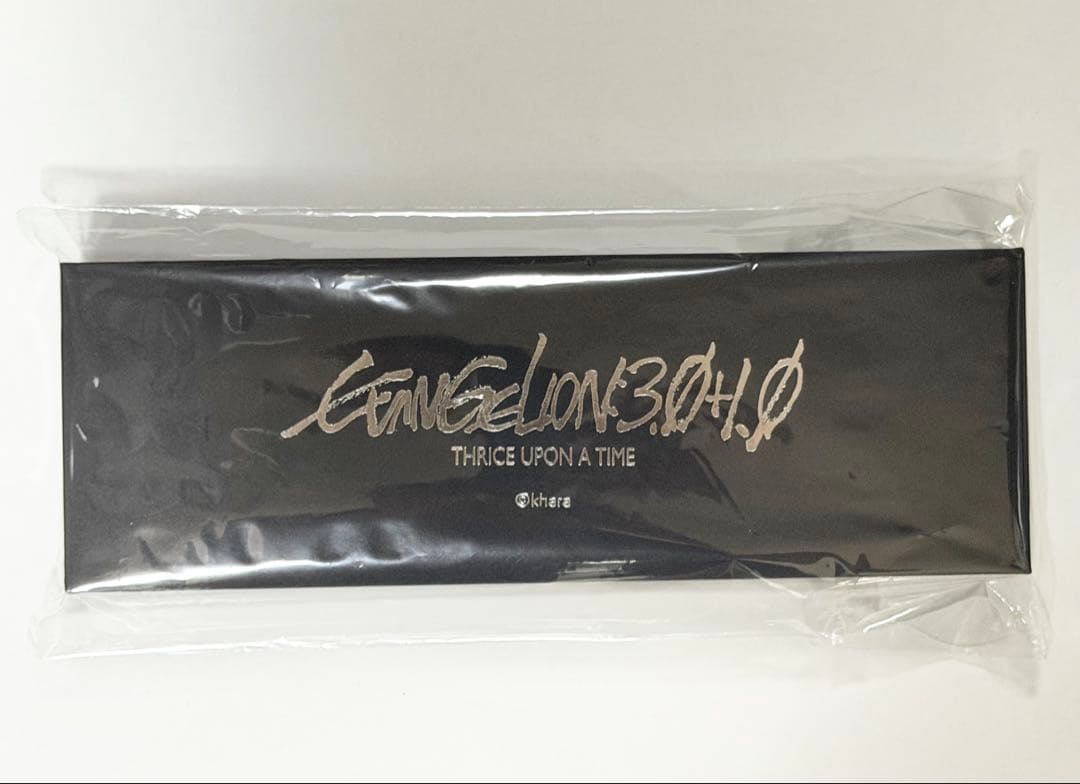 EVANGELION:3.0+1.0
THRICE UPON A TIME
khara